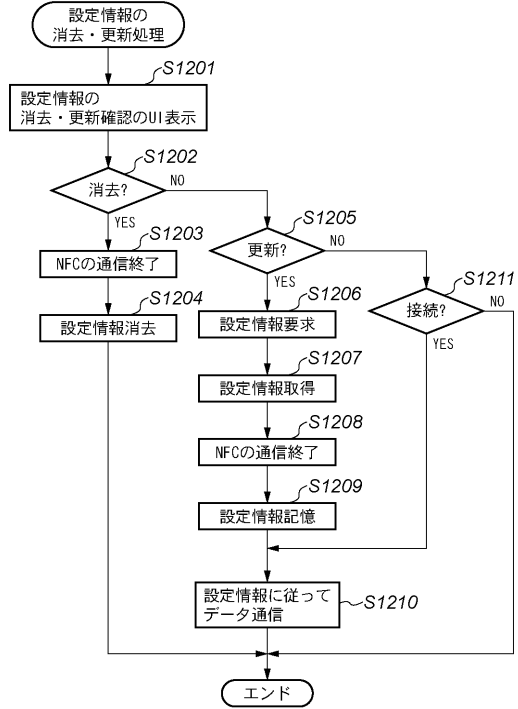 設定情報の
消去・更新処理
S1201
設定情報の
消去・更新確認のUI表示
S1202
消去?
NO
YES
S1203
NFCの通信終了
S1204
設定情報消去
S1205
更新?
NO
YES
S1206
設定情報要求
S1207
設定情報取得
S1208
NFCの通信終了
S1209
設定情報記憶
S1211
接続?
NO
YES
設定情報に従って
データ通信
S1210
エンド